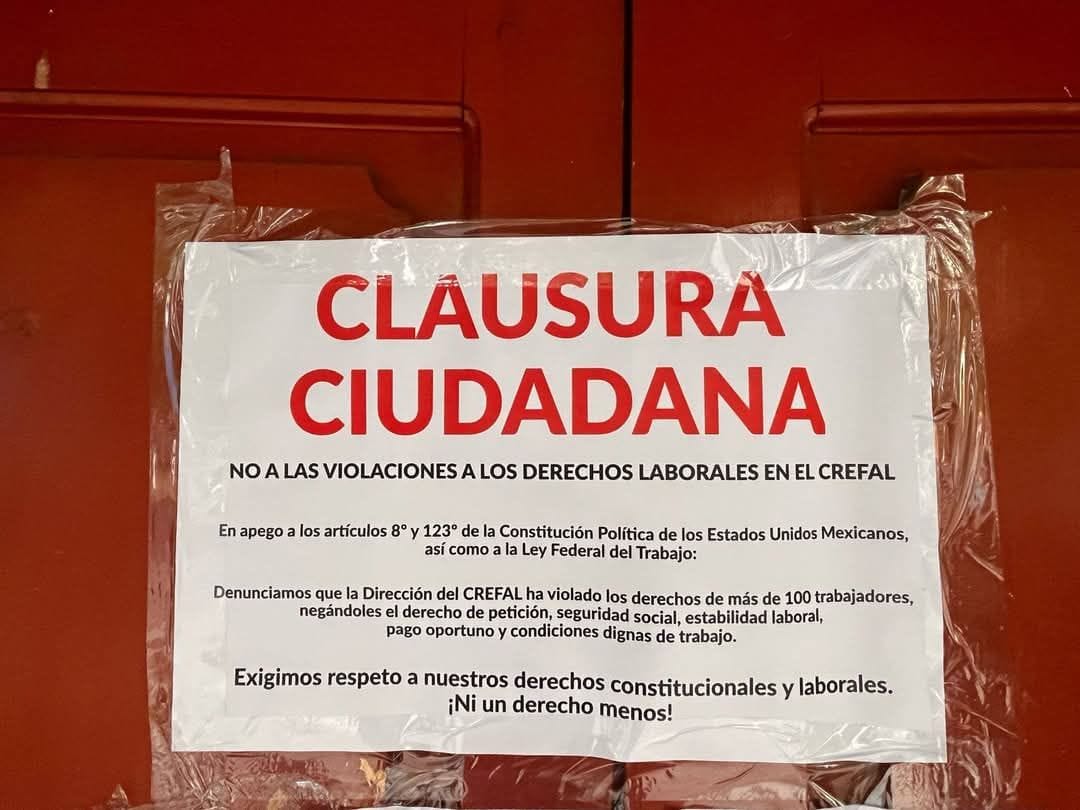 CLAUSURA
CIUDADANA
NO A LAS VIOLACIONES A LOS DERECHOS LABORALES EN EL CREFAL
En apego a los artículos 8º y 123º de la Constitución Política de los Estados Unidos Mexicanos,
así como a la Ley Federal del Trabajo:
Denunciamos que la Dirección del CREFAL ha violado los derechos de más de 100 trabajadores,
negándoles el derecho de petición, seguridad social, estabilidad laboral,
pago oportuno y condiciones dignas de trabajo.
Exigimos respeto a nuestros derechos constitucionales y laborales.
¡Ni un derecho menos!